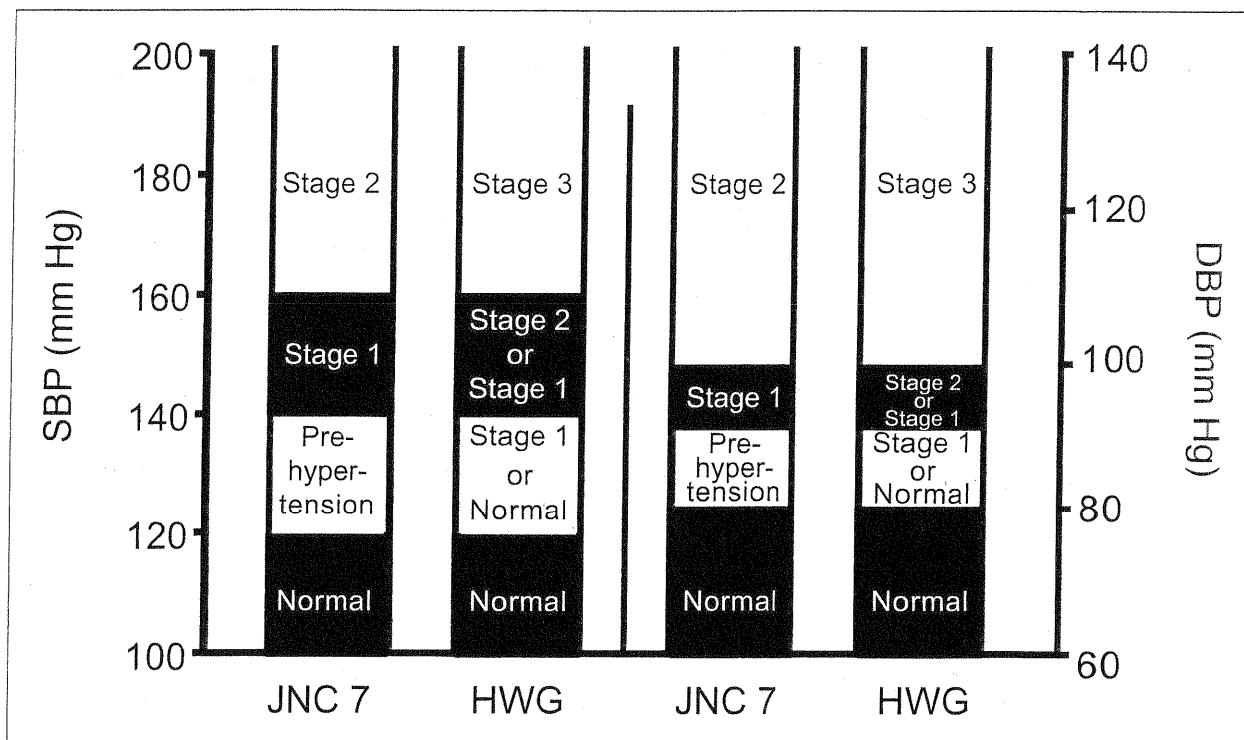 SBP (mm Hg)
200
180
160
140
120
100
Stage 2
Stage 1
Pre-
hyper-
tension
Normal
JNC 7
Stage 3
Stage 2
or
Stage 1
Stage 1
or
Normal
Normal
HWG
Stage 2
Stage 1
Pre-
hyper-
tension
Normal
JNC 7
Stage 3
Stage 2
or
Stage 1
Stage 1
or
Normal
Normal
HWG
140
120
100
80
60
DBP (mm Hg)